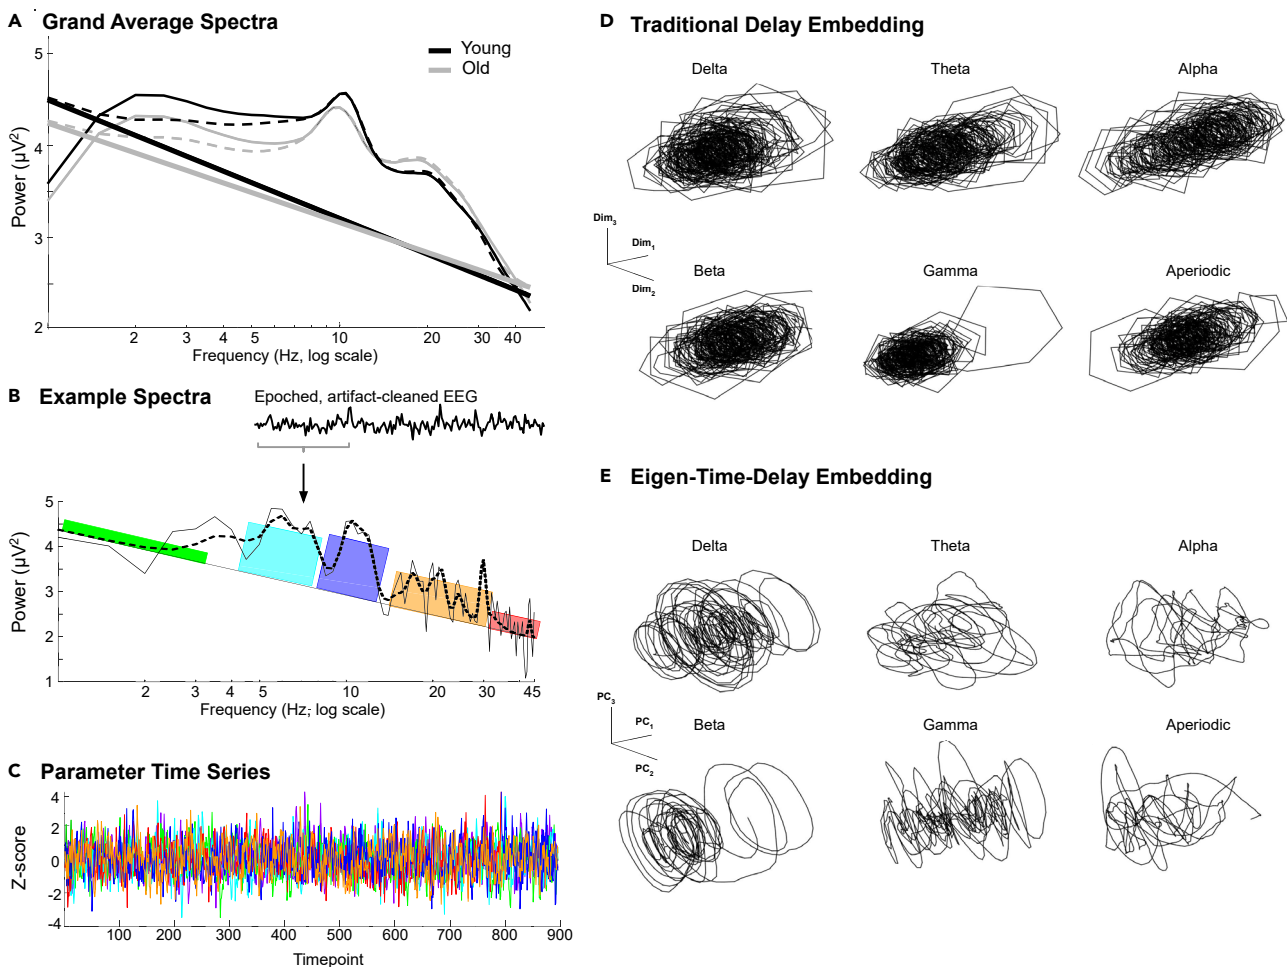 A Grand Average Spectra
Young
Old
5
4
3
2
Power (µV²)
2 3 4 5 10 20 30 40
Frequency (Hz, log scale)
B Example Spectra
Epoched, artifact-cleaned EEG
5
4
3
2
1
Power (µV²)
2 3 4 5 10 20 30 45
Frequency (Hz, log scale)
C Parameter Time Series
4
2
0
-2
-4
Z-score
100 200 300 400 500 600 700 800 900
Timepoint
D Traditional Delay Embedding
Delta Theta Alpha
Dim₃
Dim₁
Dim₂
Beta Gamma Aperiodic
E Eigen-Time-Delay Embedding
Delta Theta Alpha
PC₃
PC₁
PC₂
Beta Gamma Aperiodic